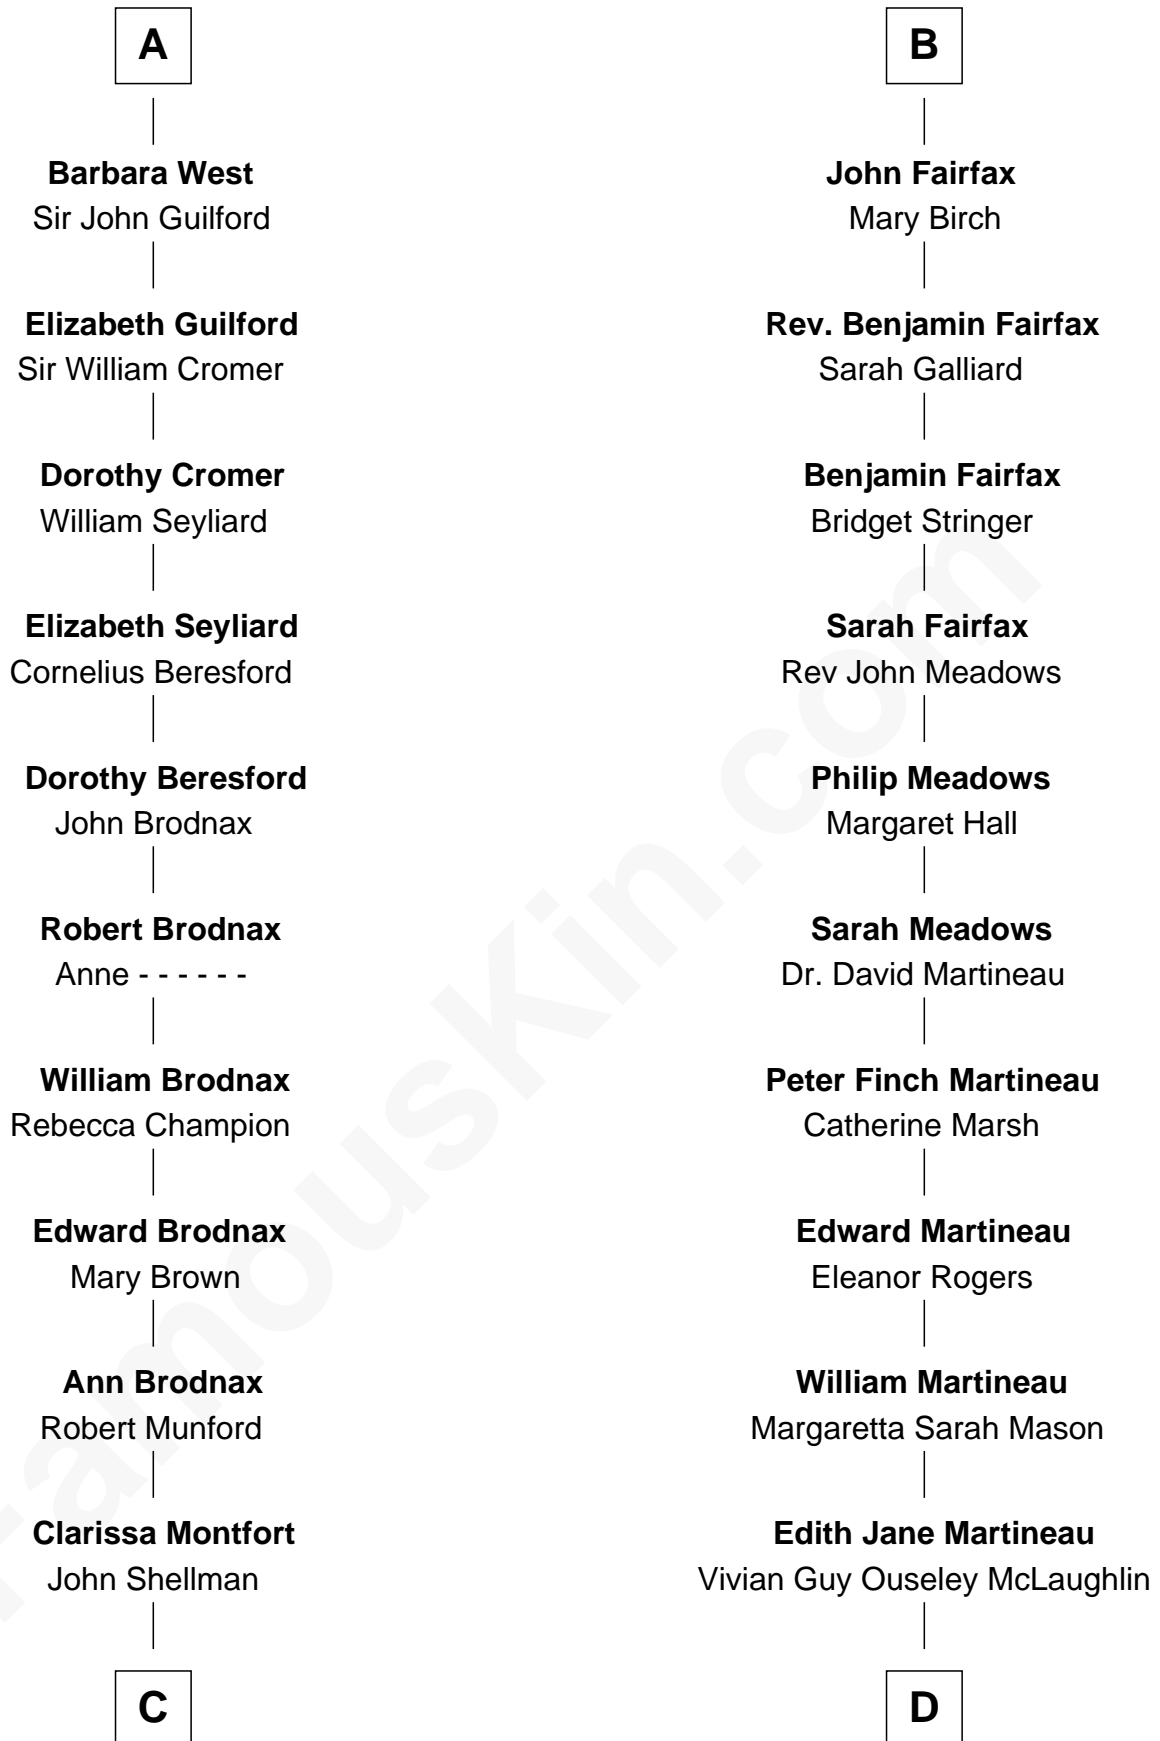 A
Barbara West
Sir John Guilford
Elizabeth Guilford
Sir William Cromer
Dorothy Cromer
William Seyliard
Elizabeth Seyliard
Cornelius Beresford
Dorothy Beresford
John Brodnax
Robert Brodnax
Anne - - - - - -
William Brodnax
Rebecca Champion
Edward Brodnax
Mary Brown
Ann Brodnax
Robert Munford
Clarissa Montfort
John Shellman
C
B
John Fairfax
Mary Birch
Rev. Benjamin Fairfax
Sarah Galliard
Benjamin Fairfax
Bridget Stringer
Sarah Fairfax
Rev John Meadows
Philip Meadows
Margaret Hall
Sarah Meadows
Dr. David Martineau
Peter Finch Martineau
Catherine Marsh
Edward Martineau
Eleanor Rogers
William Martineau
Margaretta Sarah Mason
Edith Jane Martineau
Vivian Guy Ouseley McLaughlin
D
FamousKin.com